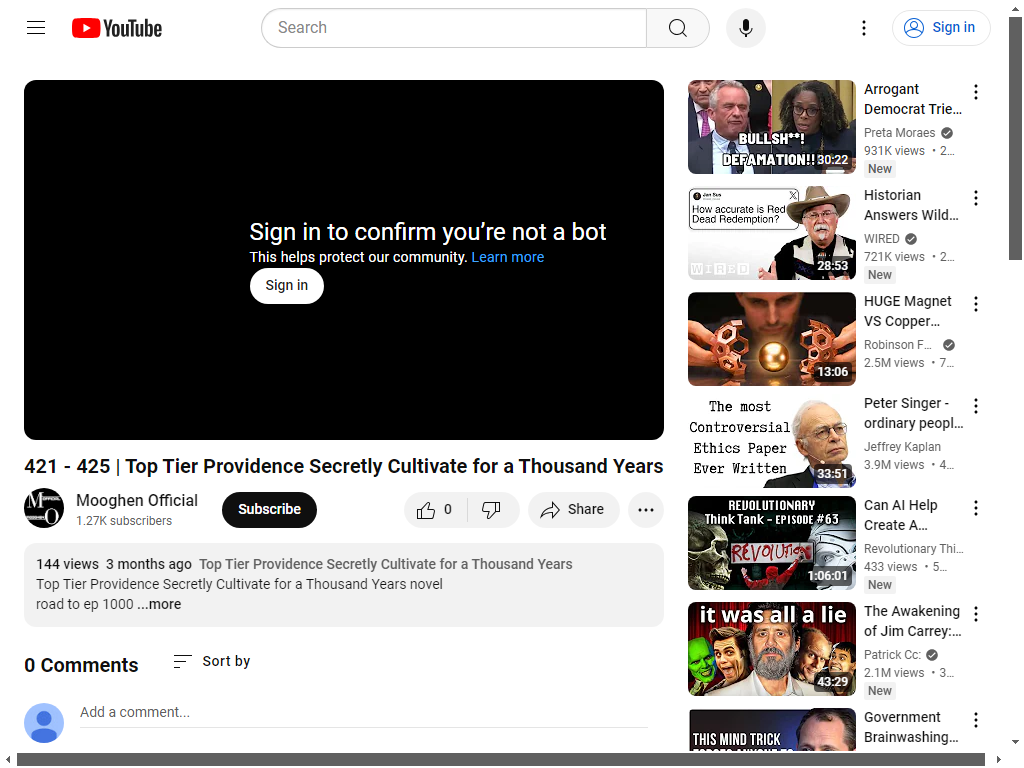 YouTube
Search
Sign in
Sign in to confirm you're not a bot
This helps protect our community. Learn more
Sign in
421 - 425 | Top Tier Providence Secretly Cultivate for a Thousand Years
Mooghen Official
1.27K subscribers
Subscribe
0
Share
144 views 3 months ago Top Tier Providence Secretly Cultivate for a Thousand Years
Top Tier Providence Secretly Cultivate for a Thousand Years novel
road to ep 1000 ...more
0 Comments
Sort by
Add a comment...
BULLSH**!
DEFAMATION!!
30:22
Arrogant
Democrat Trie...
Preta Moraes
931K views • 2...
New
Jan Sus
How accurate is Red
Dead Redemption?
WIRED
28:53
Historian
Answers Wild...
WIRED
721K views • 2...
New
13:06
HUGE Magnet
VS Copper...
Robinson F...
2.5M views • 7...
The most
Controversial
Ethics Paper
Ever Written
33:51
Peter Singer -
ordinary peopl...
Jeffrey Kaplan
3.9M views • 4...
REVOLUTIONARY
Think Tank - EPISODE #63
REVOLUTION
1:06:01
Can AI Help
Create A...
Revolutionary Thi...
433 views • 5...
New
it was all a lie
43:29
The Awakening
of Jim Carrey:...
Patrick Cc:
2.1M views • 3...
New
THIS MIND TRICK
Government
Brainwashing...